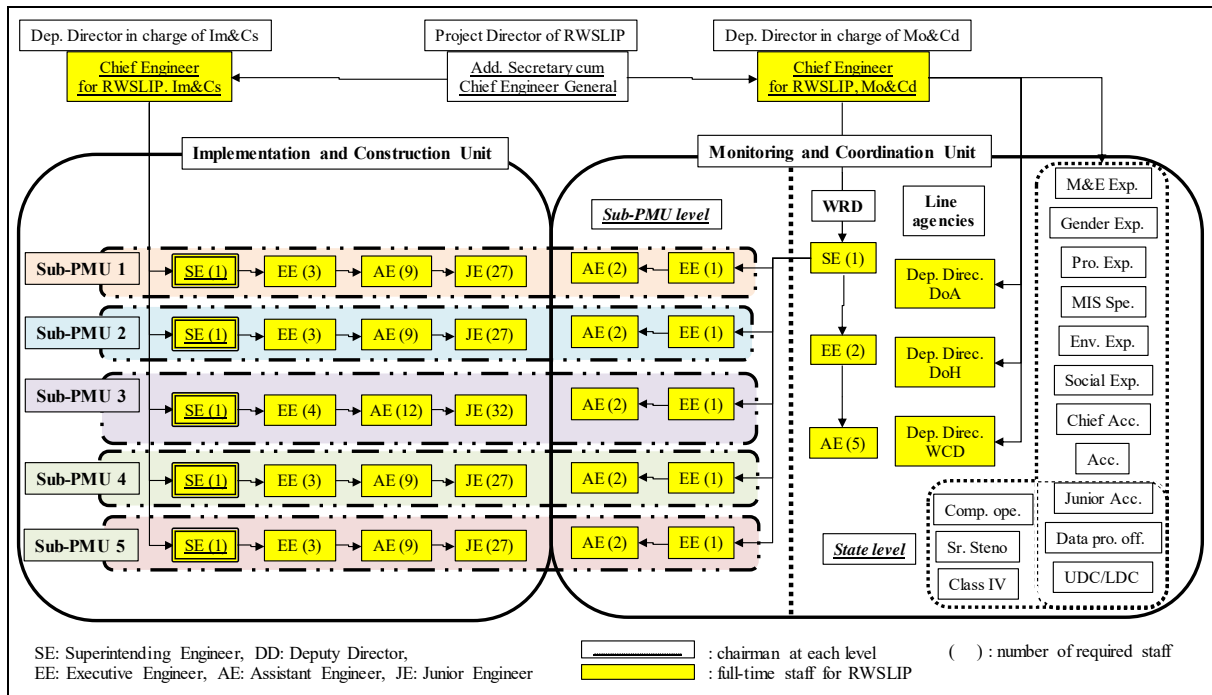 Dep. Director in charge of Im&Cs
Project Director of RWSLIP
Dep. Director in charge of Mo&Cd
Chief Engineer
for RWSLIP. Im&Cs
Add. Secretary cum
Chief Engineer General
Chief Engineer
for RWSLIP, Mo&Cd
Implementation and Construction Unit
Monitoring and Coordination Unit
Sub-PMU level
WRD
Line
agencies
Sub-PMU 1
SE (1)
EE (3)
AE (9)
JE (27)
AE (2)
EE (1)
Sub-PMU 2
SE (1)
EE (3)
AE (9)
JE (27)
AE (2)
EE (1)
Sub-PMU 3
SE (1)
EE (4)
AE (12)
JE (32)
AE (2)
EE (1)
Sub-PMU 4
SE (1)
EE (3)
AE (9)
JE (27)
AE (2)
EE (1)
Sub-PMU 5
SE (1)
EE (3)
AE (9)
JE (27)
AE (2)
EE (1)
SE (1)
EE (2)
AE (5)
Dep. Direc.
DoA
Dep. Direc.
DoH
Dep. Direc.
WCD
State level
M&E Exp.
Gender Exp.
Pro. Exp.
MIS Spe.
Env. Exp.
Social Exp.
Chief Acc.
Acc.
Junior Acc.
Data pro. off.
UDC/LDC
Comp. ope.
Sr. Steno
Class IV
SE: Superintending Engineer, DD: Deputy Director,
EE: Executive Engineer, AE: Assistant Engineer, JE: Junior Engineer
: chairman at each level
: full-time staff for RWSLIP
( ) : number of required staff